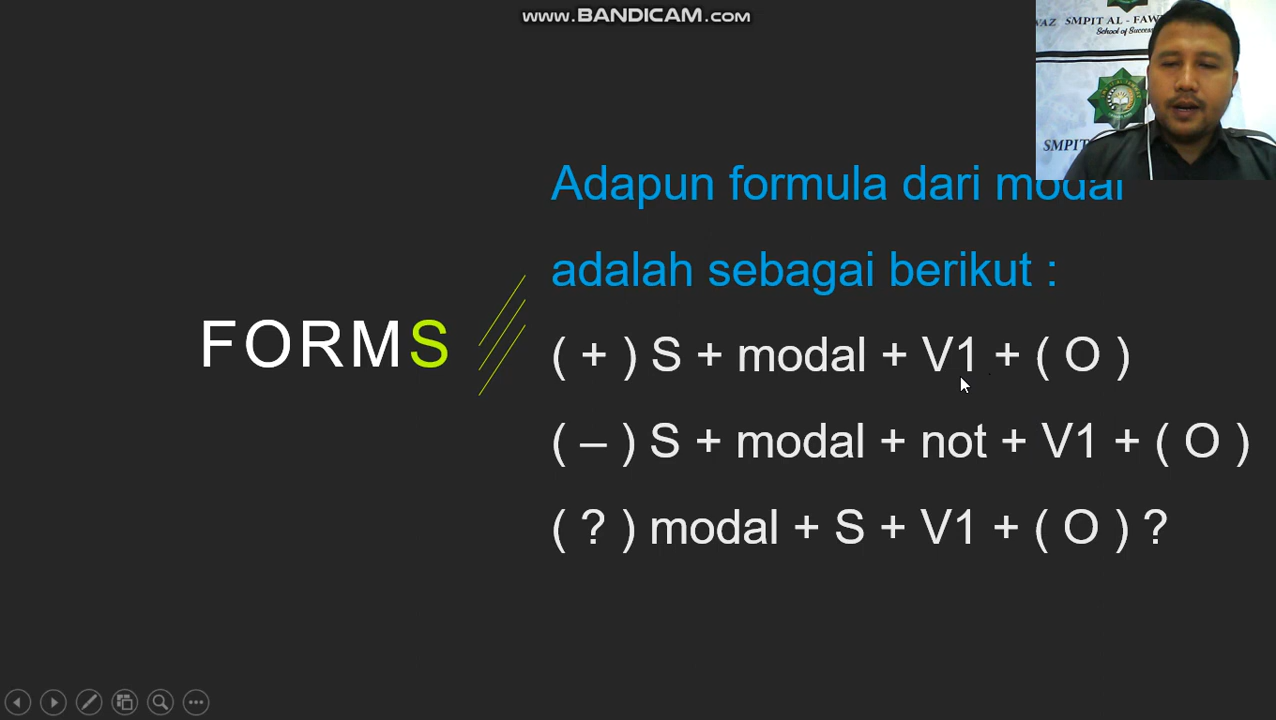 www.BANDICAM.com
WAZ SMPIT AL - FAW
School of Success
SMPIT
Adapun formula dari modal
adalah sebagai berikut :
FORMS
( + ) S + modal + V1 + ( O )
( – ) S + modal + not + V1 + ( O )
( ? ) modal + S + V1 + ( O ) ?